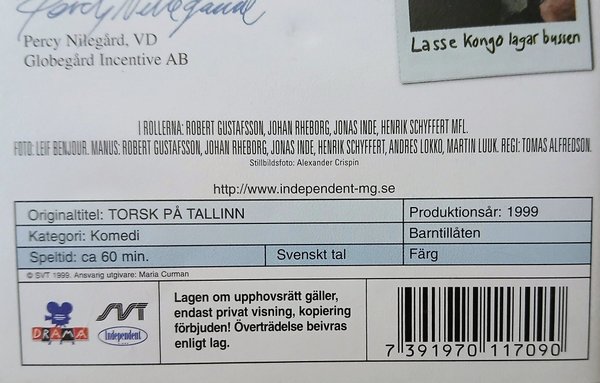 Percy Nilegård
Percy Nilegård, VD
Globegård Incentive AB
Lasse Kongo lagar bussen
I ROLLERNA: ROBERT GUSTAFSSON, JOHAN RHEBORG, JONAS INDE, HENRIK SCHYFFERT MFL.
FOTO: LEIF BENJOUR. MANUS: ROBERT GUSTAFSSON, JOHAN RHEBORG, JONAS INDE, HENRIK SCHYFFERT, ANDRES LOKKO, MARTIN LUUK. REGI: TOMAS ALFREDSON.
Stillbildsfoto: Alexander Crispin
http://www.independent-mg.se
Originaltitel: TORSK PÅ TALLINN
Produktionsår: 1999
Kategori: Komedi
Barntillåten
Speltid: ca 60 min.
Svenskt tal
Färg
© SVT 1999. Ansvarig utgivare: Maria Curman
DRAMA
SVT
Independent
Lagen om upphovsrätt gäller,
endast privat visning, kopiering
förbjuden! Överträdelse beivras
enligt lag.
7 391970 117090